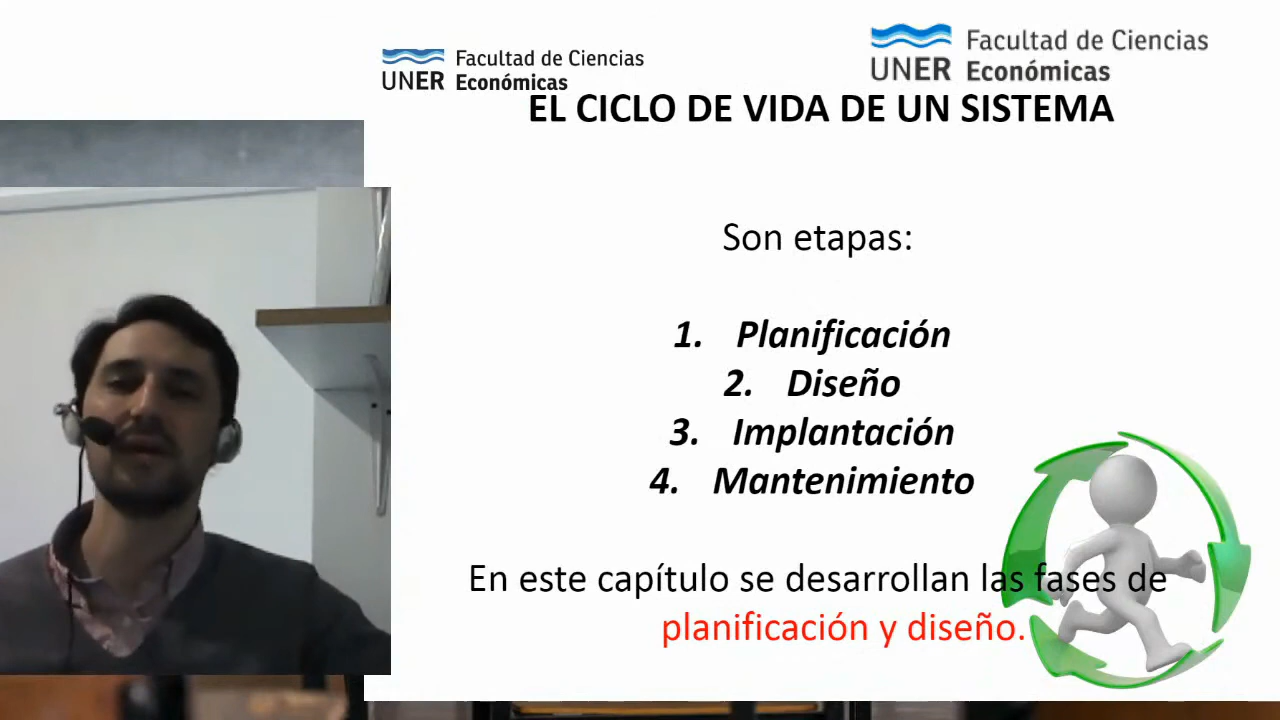 Facultad de Ciencias
UNER Económicas
Facultad de Ciencias
UNER Económicas
EL CICLO DE VIDA DE UN SISTEMA
Son etapas:
1. Planificación
2. Diseño
3. Implantación
4. Mantenimiento
En este capítulo se desarrollan las fases de
planificación y diseño.